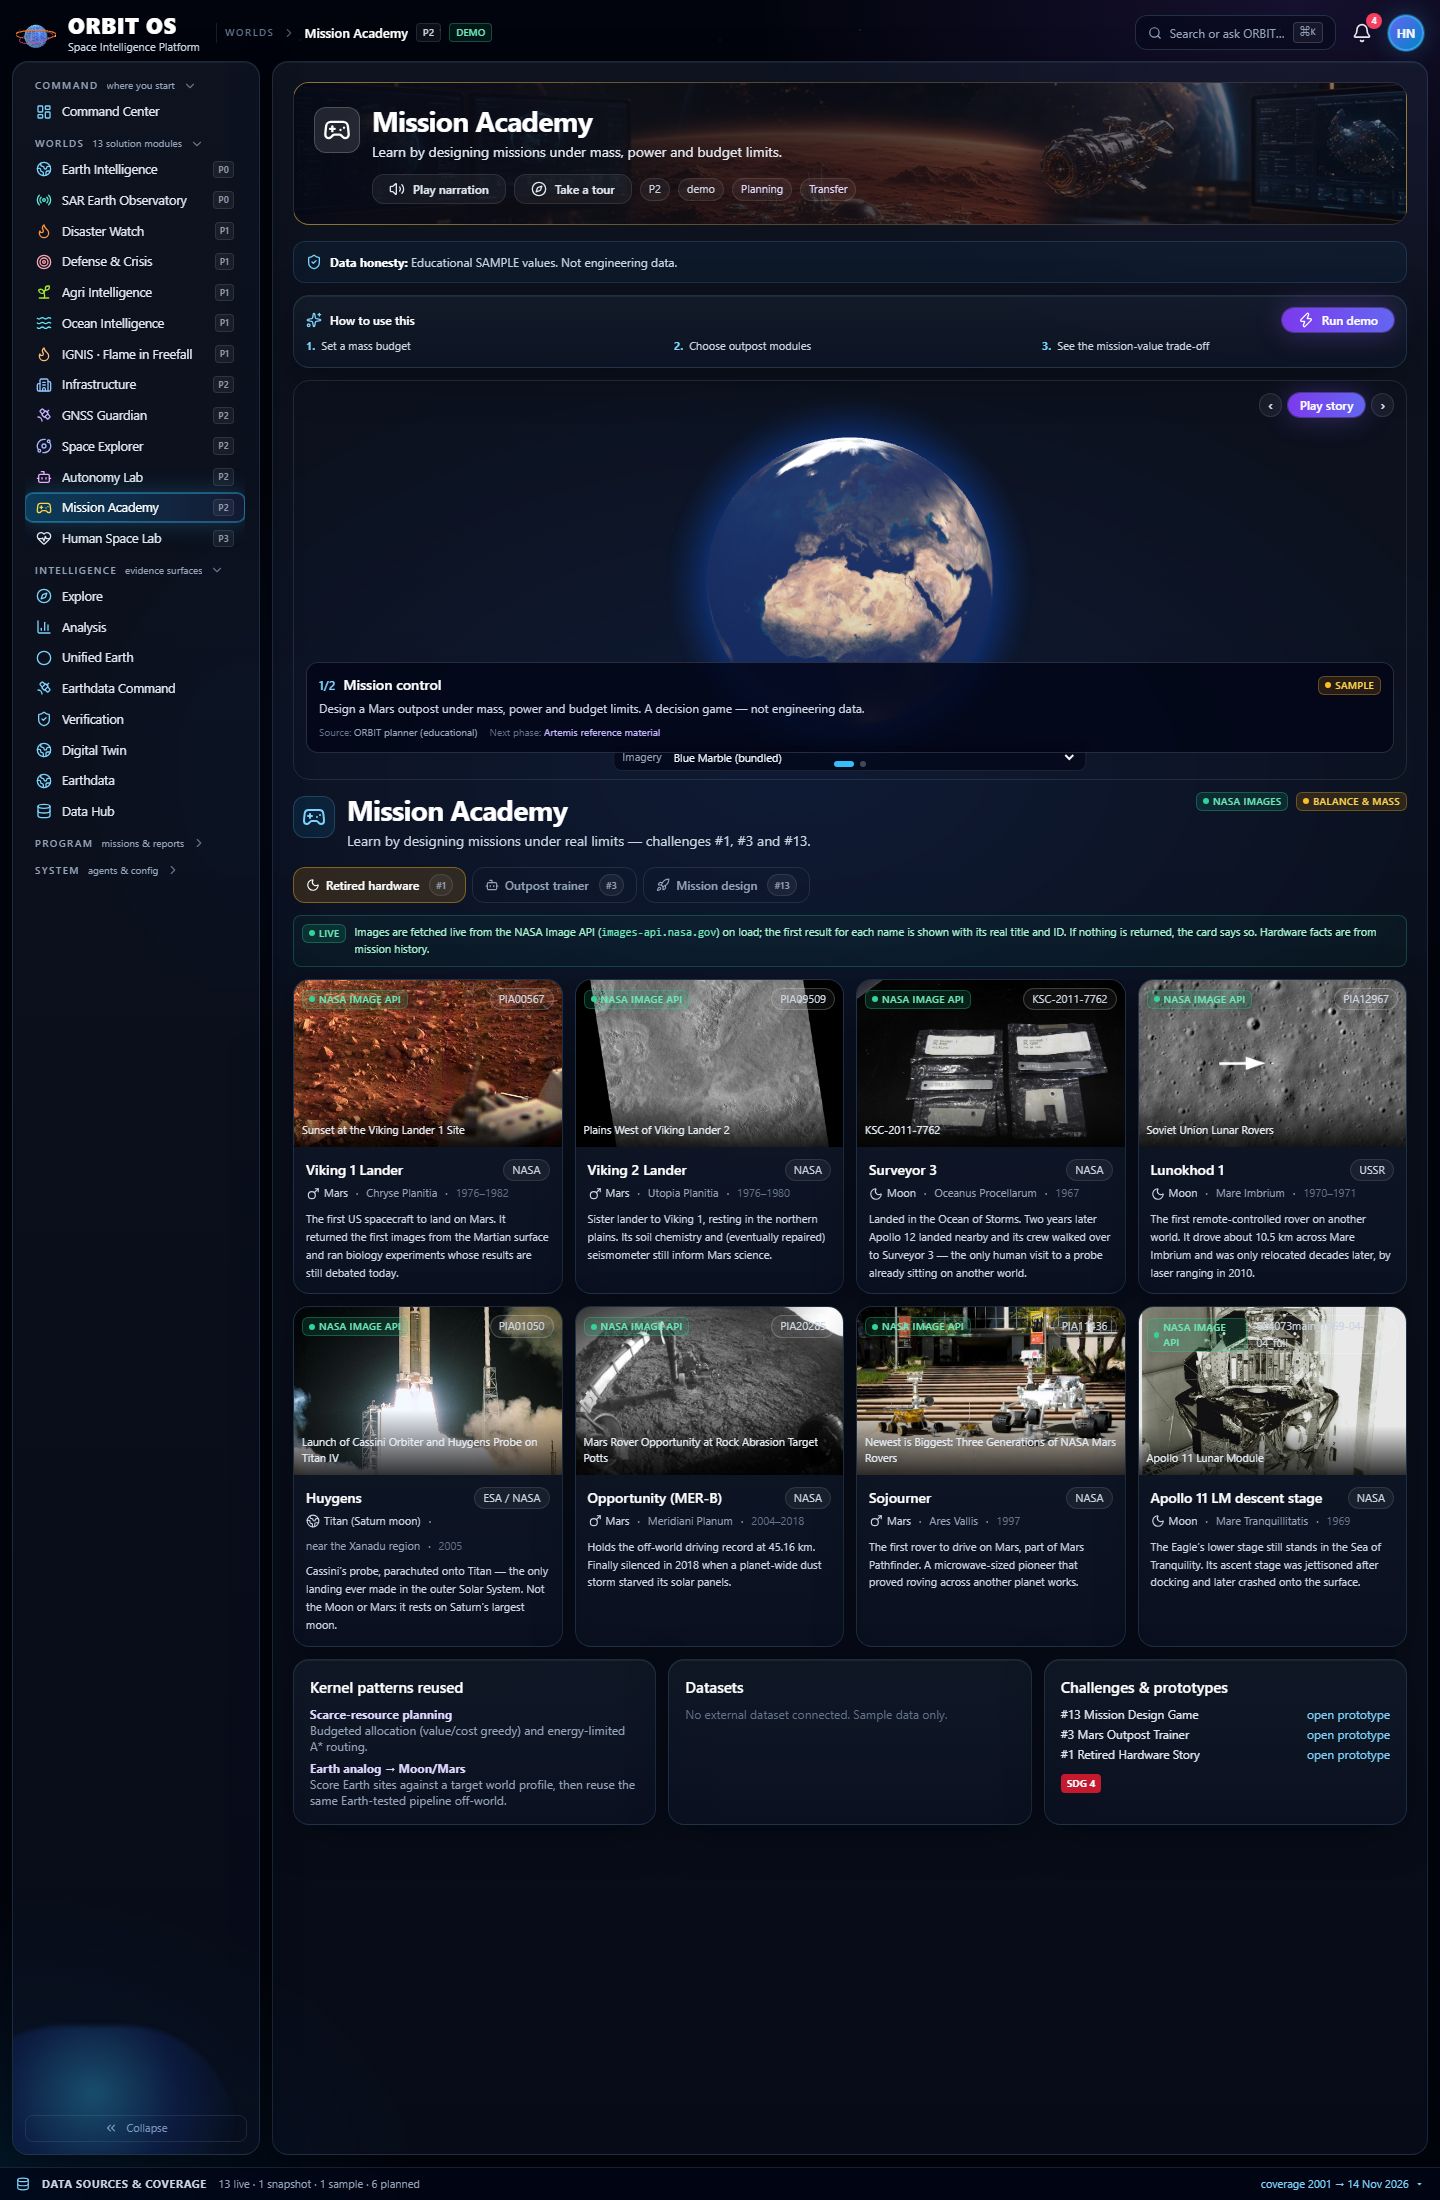 ORBIT OS
Space Intelligence Platform
WORLDS > Mission Academy P2 DEMO
Search or ask ORBIT... ⌘K
4
HN
COMMAND where you start
Command Center
WORLDS 13 solution modules
Earth Intelligence P0
SAR Earth Observatory P0
Disaster Watch P1
Defense & Crisis P1
Agri Intelligence P1
Ocean Intelligence P1
IGNIS · Flame in Freefall P1
Infrastructure P2
GNSS Guardian P2
Space Explorer P2
Autonomy Lab P2
Mission Academy P2
Human Space Lab P3
INTELLIGENCE evidence surfaces
Explore
Analysis
Unified Earth
Earthdata Command
Verification
Digital Twin
Earthdata
Data Hub
PROGRAM missions & reports
SYSTEM agents & config
Collapse
Mission Academy
Learn by designing missions under mass, power and budget limits.
Play narration Take a tour P2 demo Planning Transfer
Data honesty: Educational SAMPLE values. Not engineering data.
How to use this
Run demo
1. Set a mass budget 2. Choose outpost modules 3. See the mission-value trade-off
‹ Play story ›
1/2 Mission control SAMPLE
Design a Mars outpost under mass, power and budget limits. A decision game — not engineering data.
Source: ORBIT planner (educational) Next phase: Artemis reference material
Imagery Blue Marble (bundled)
Mission Academy
NASA IMAGES BALANCE & MASS
Learn by designing missions under real limits — challenges #1, #3 and #13.
Retired hardware #1 Outpost trainer #3 Mission design #13
LIVE Images are fetched live from the NASA Image API (images-api.nasa.gov) on load; the first result for each name is shown with its real title and ID. If nothing is returned, the card says so. Hardware facts are from
mission history.
NASA IMAGE API PIA00567
Sunset at the Viking Lander 1 Site
Viking 1 Lander NASA
Mars · Chryse Planitia · 1976–1982
The first US spacecraft to land on Mars. It
returned the first images from the Martian surface
and ran biology experiments whose results are
still debated today.
NASA IMAGE API PIA09509
Plains West of Viking Lander 2
Viking 2 Lander NASA
Mars · Utopia Planitia · 1976–1980
Sister lander to Viking 1, resting in the northern
plains. Its soil chemistry and (eventually repaired)
seismometer still inform Mars science.
NASA IMAGE API KSC-2011-7762
KSC-2011-7762
Surveyor 3 NASA
Moon · Oceanus Procellarum · 1967
Landed in the Ocean of Storms. Two years later
Apollo 12 landed nearby and its crew walked over
to Surveyor 3 — the only human visit to a probe
already sitting on another world.
NASA IMAGE API PIA12967
Soviet Union Lunar Rovers
Lunokhod 1 USSR
Moon · Mare Imbrium · 1970–1971
The first remote-controlled rover on another
world. It drove about 10.5 km across Mare
Imbrium and was only relocated decades later, by
laser ranging in 2010.
NASA IMAGE API PIA01050
Launch of Cassini Orbiter and Huygens Probe on
Titan IV
Huygens ESA / NASA
Titan (Saturn moon) ·
near the Xanadu region · 2005
Cassini's probe, parachuted onto Titan — the only
landing ever made in the outer Solar System. Not
the Moon or Mars: it rests on Saturn's largest
moon.
NASA IMAGE API
Mars Rover Opportunity at Rock Abrasion Target
Potts
Opportunity (MER-B) NASA
Mars · Meridiani Planum · 2004–2018
Holds the off-world driving record at 45.16 km.
Finally silenced in 2018 when a planet-wide dust
storm starved its solar panels.
NASA IMAGE API
Newest is Biggest: Three Generations of NASA Mars
Rovers
Sojourner NASA
Mars · Ares Vallis · 1997
The first rover to drive on Mars, part of Mars
Pathfinder. A microwave-sized pioneer that
proved roving across another planet works.
NASA IMAGE
API
Apollo 11 Lunar Module
Apollo 11 LM descent stage NASA
Moon · Mare Tranquillitatis · 1969
The Eagle's lower stage still stands in the Sea of
Tranquility. Its ascent stage was jettisoned after
docking and later crashed onto the surface.
Kernel patterns reused
Scarce-resource planning
Budgeted allocation (value/cost greedy) and energy-limited
A* routing.
Earth analog → Moon/Mars
Score Earth sites against a target world profile, then reuse the
same Earth-tested pipeline off-world.
Datasets
No external dataset connected. Sample data only.
Challenges & prototypes
#13 Mission Design Game open prototype
#3 Mars Outpost Trainer open prototype
#1 Retired Hardware Story open prototype
SDG 4
DATA SOURCES & COVERAGE 13 live · 1 snapshot · 1 sample · 6 planned
coverage 2001 → 14 Nov 2026